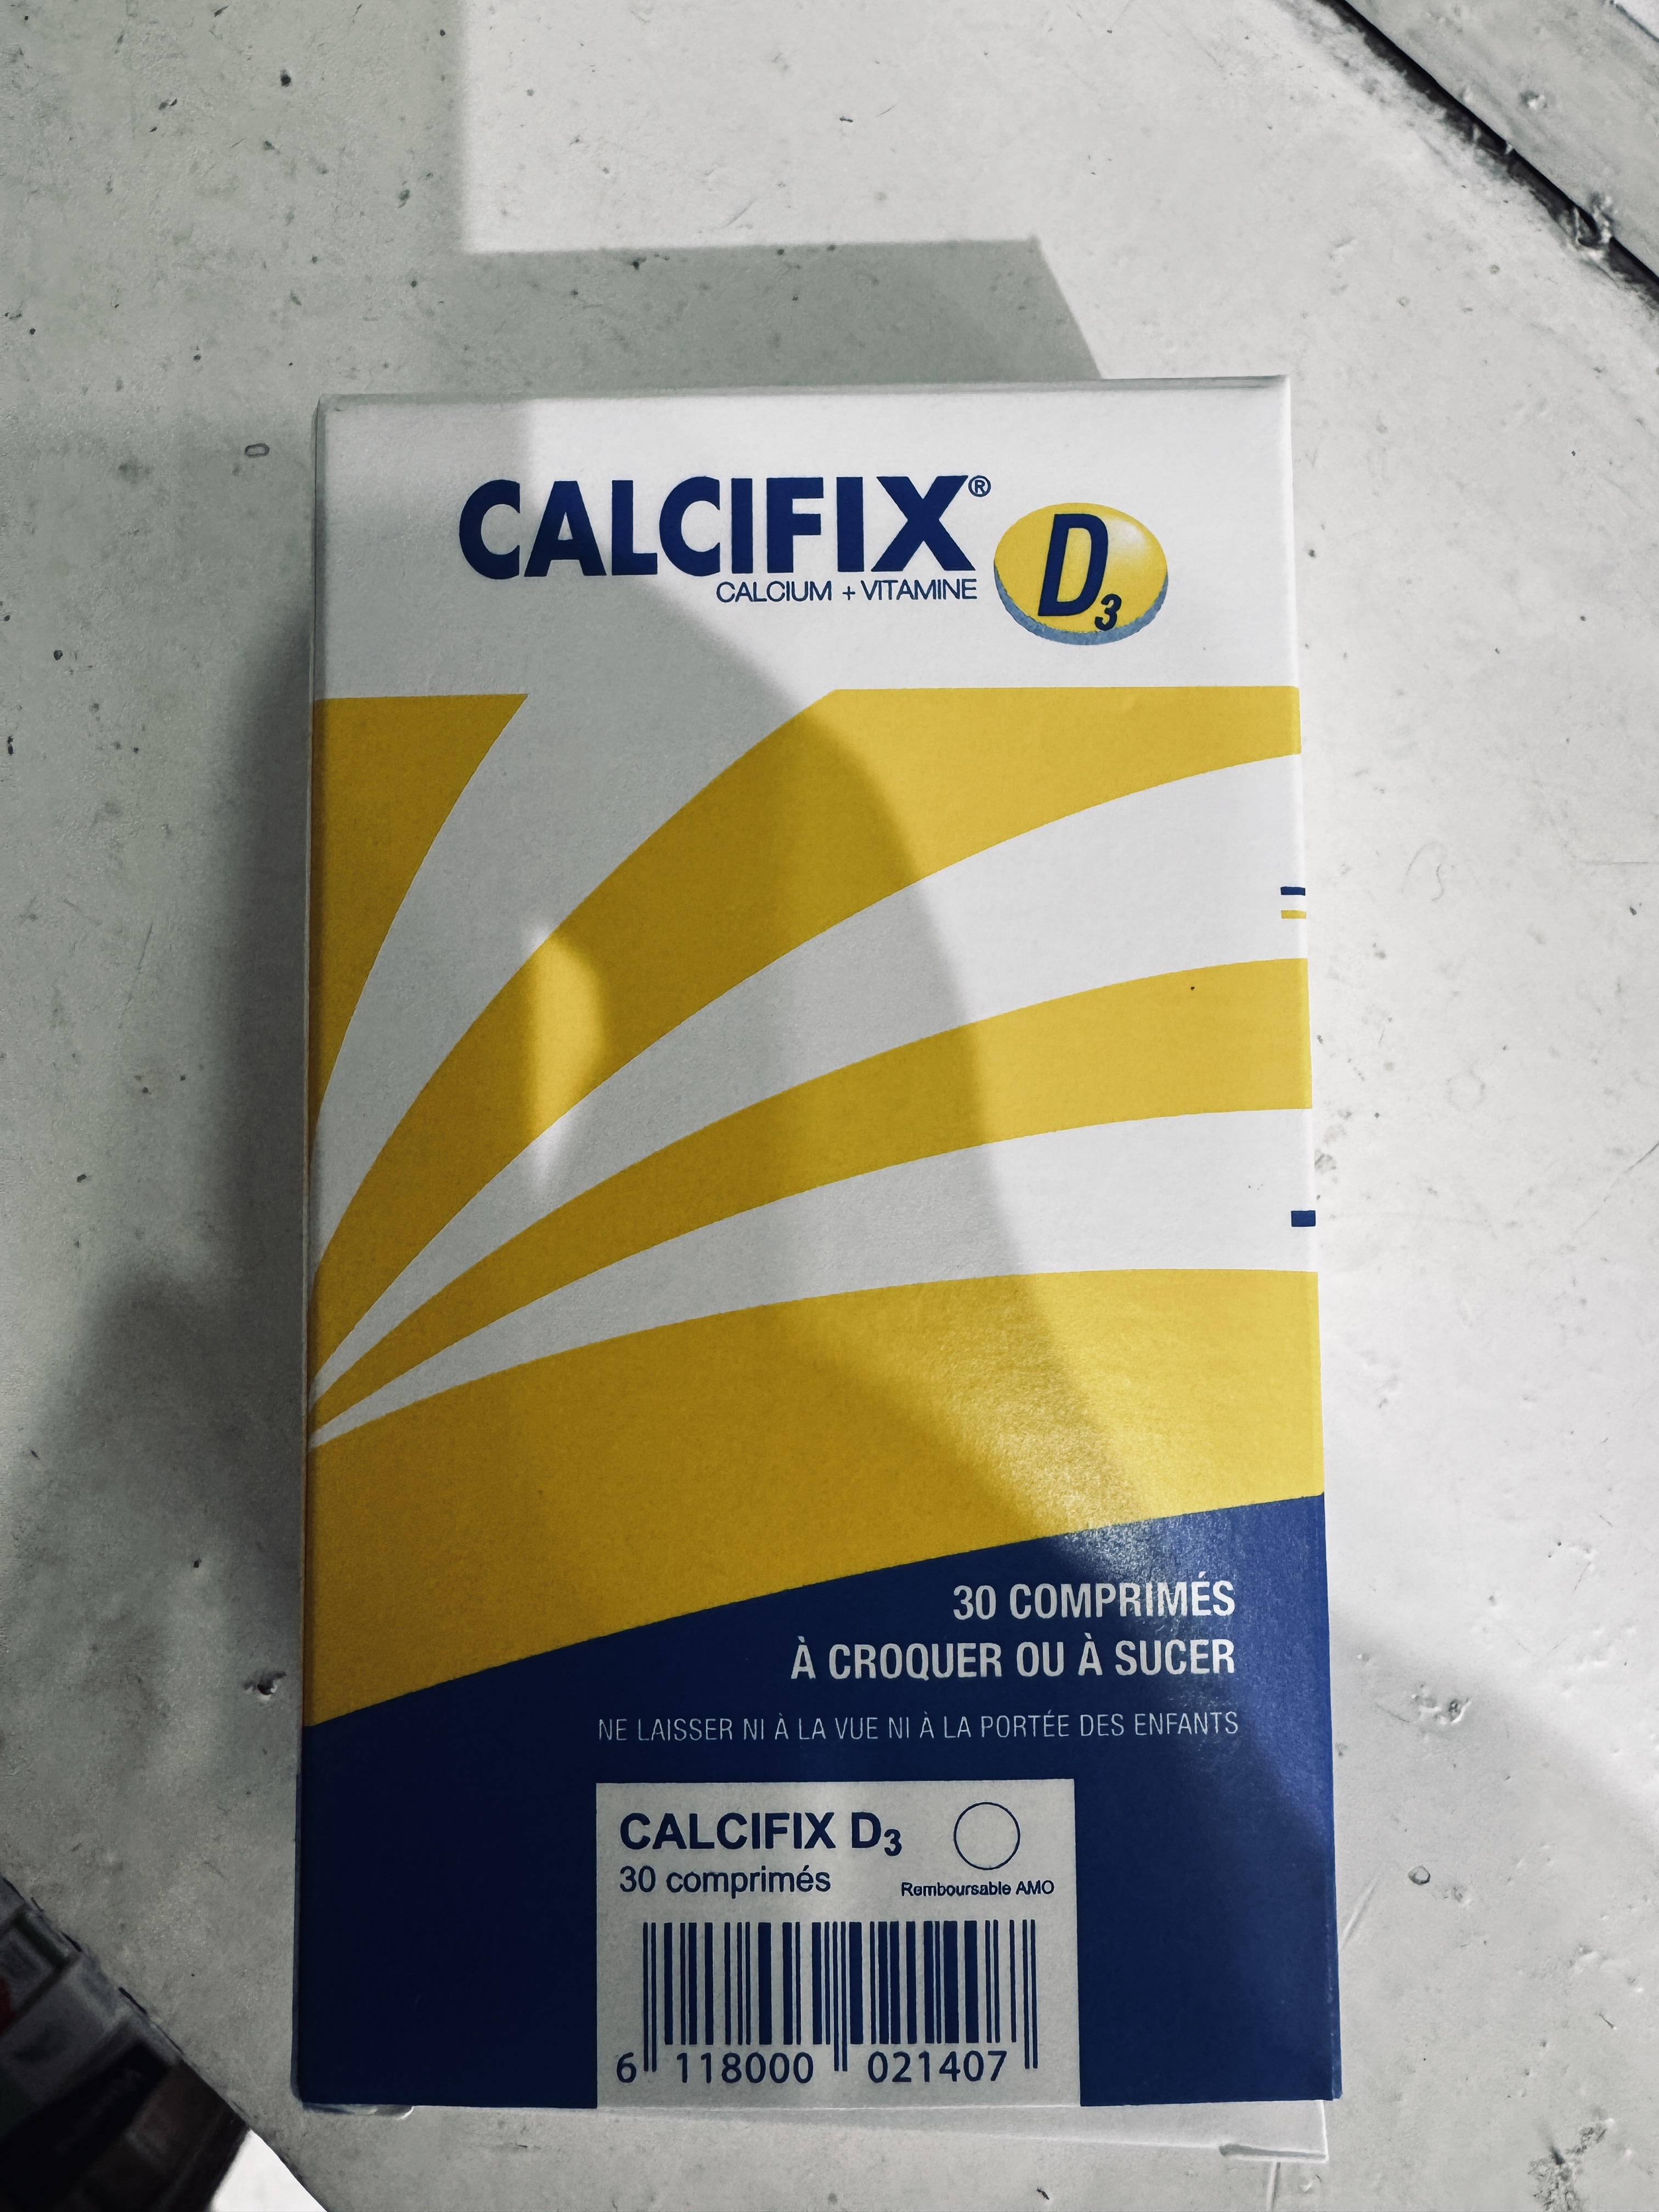 CALCIFIX® D3
CALCIUM + VITAMINE
30 COMPRIMÉS
À CROQUER OU À SUCER
NE LAISSER NI À LA VUE NI À LA PORTÉE DES ENFANTS
CALCIFIX D3
30 comprimés
Remboursable AMO
6 118000 021407